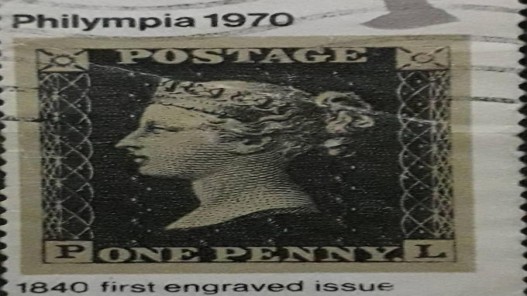 Philympia 1970
POSTAGE
P ONE PENNY. L
1840 first engraved issue